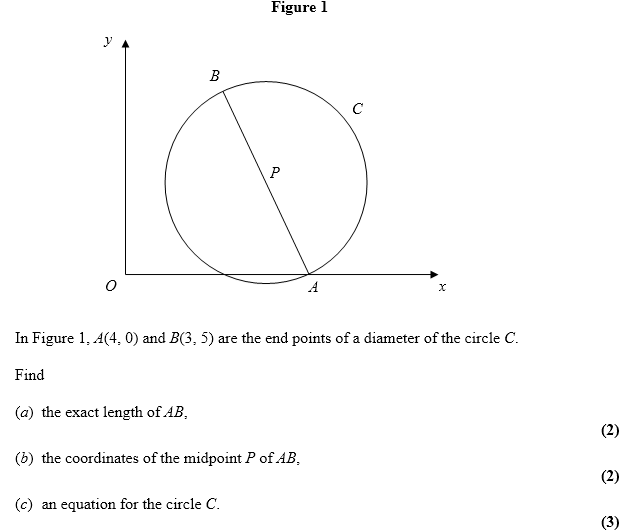 Figure 1
y
B
C
P
O
A
x
In Figure 1, A(4, 0) and B(3, 5) are the end points of a diameter of the circle C.
Find
(a) the exact length of AB,
(2)
(b) the coordinates of the midpoint P of AB,
(2)
(c) an equation for the circle C.
(3)